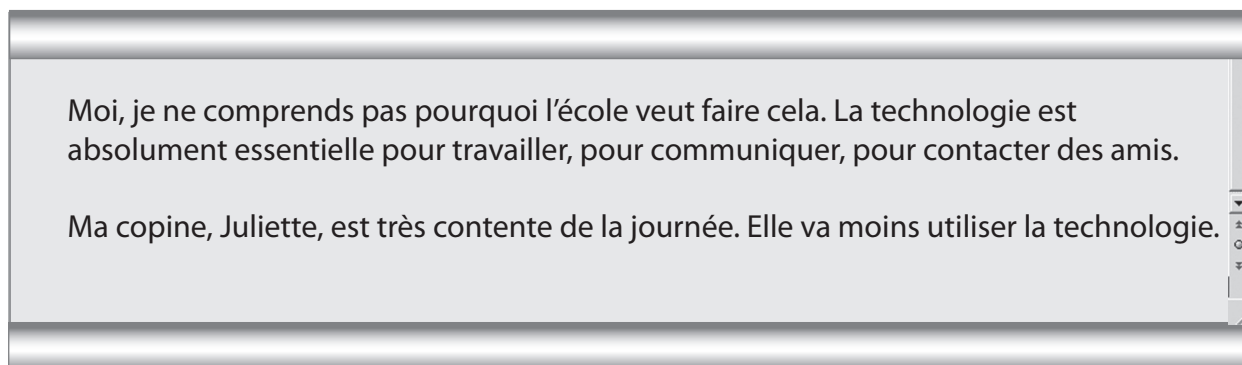 Moi, je ne comprends pas pourquoi l'école veut faire cela. La technologie est
absolument essentielle pour travailler, pour communiquer, pour contacter des amis.
Ma copine, Juliette, est très contente de la journée. Elle va moins utiliser la technologie.